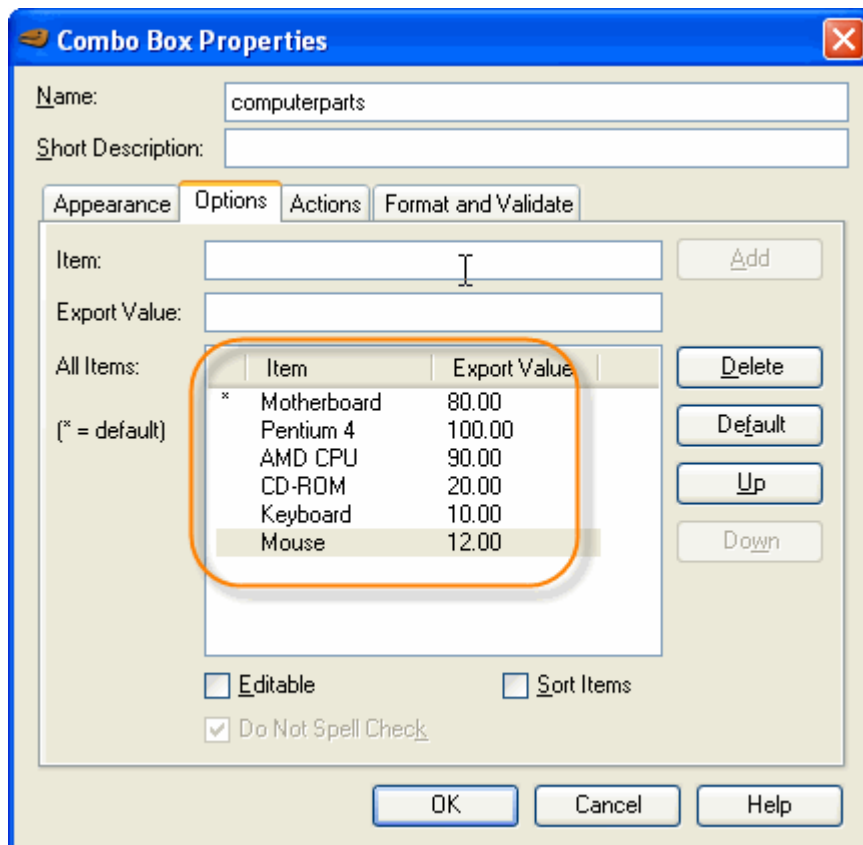 Combo Box Properties
Name: computerparts
Short Description:
Appearance Options Actions Format and Validate
Item: Add
Export Value:
All Items: Item Export Value Delete
* Motherboard 80.00
(* = default) Pentium 4 100.00 Default
AMD CPU 90.00
CD-ROM 20.00 Up
Keyboard 10.00
Mouse 12.00 Down
Editable Sort Items
Do Not Spell Check
OK Cancel Help